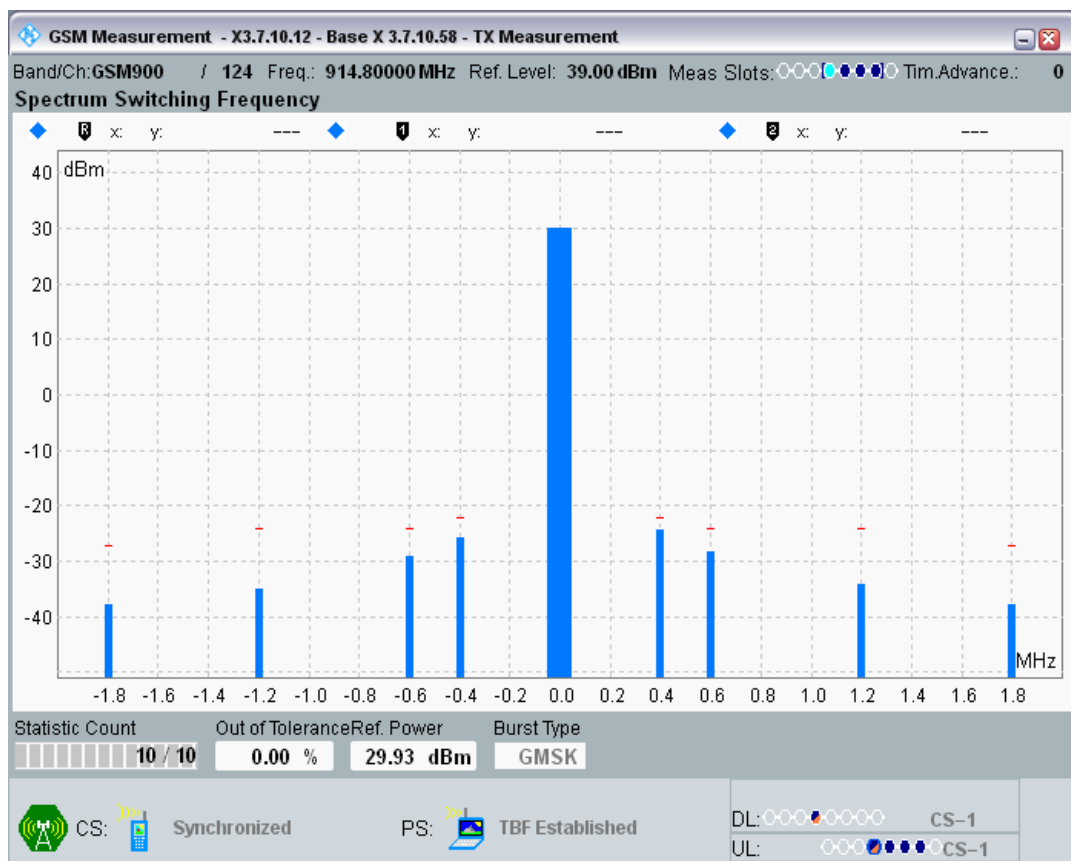 GSM Measurement - X3.7.10.12 - Base X 3.7.10.58 - TX Measurement
Band/Ch:GSM900 / 124 Freq.: 914.80000 MHz Ref. Level: 39.00 dBm Meas Slots: Tim.Advance.: 0
Spectrum Switching Frequency
R x: y: --- 1 x: y: --- 2 x: y: ---
dBm
40
30
20
10
0
-10
-20
-30
-40
MHz
-1.8 -1.6 -1.4 -1.2 -1.0 -0.8 -0.6 -0.4 -0.2 0.0 0.2 0.4 0.6 0.8 1.0 1.2 1.4 1.6 1.8
Statistic Count Out of Tolerance Ref. Power Burst Type
10 / 10 0.00 % 29.93 dBm GMSK
CS: Synchronized PS: TBF Established
DL: CS-1
UL: CS-1